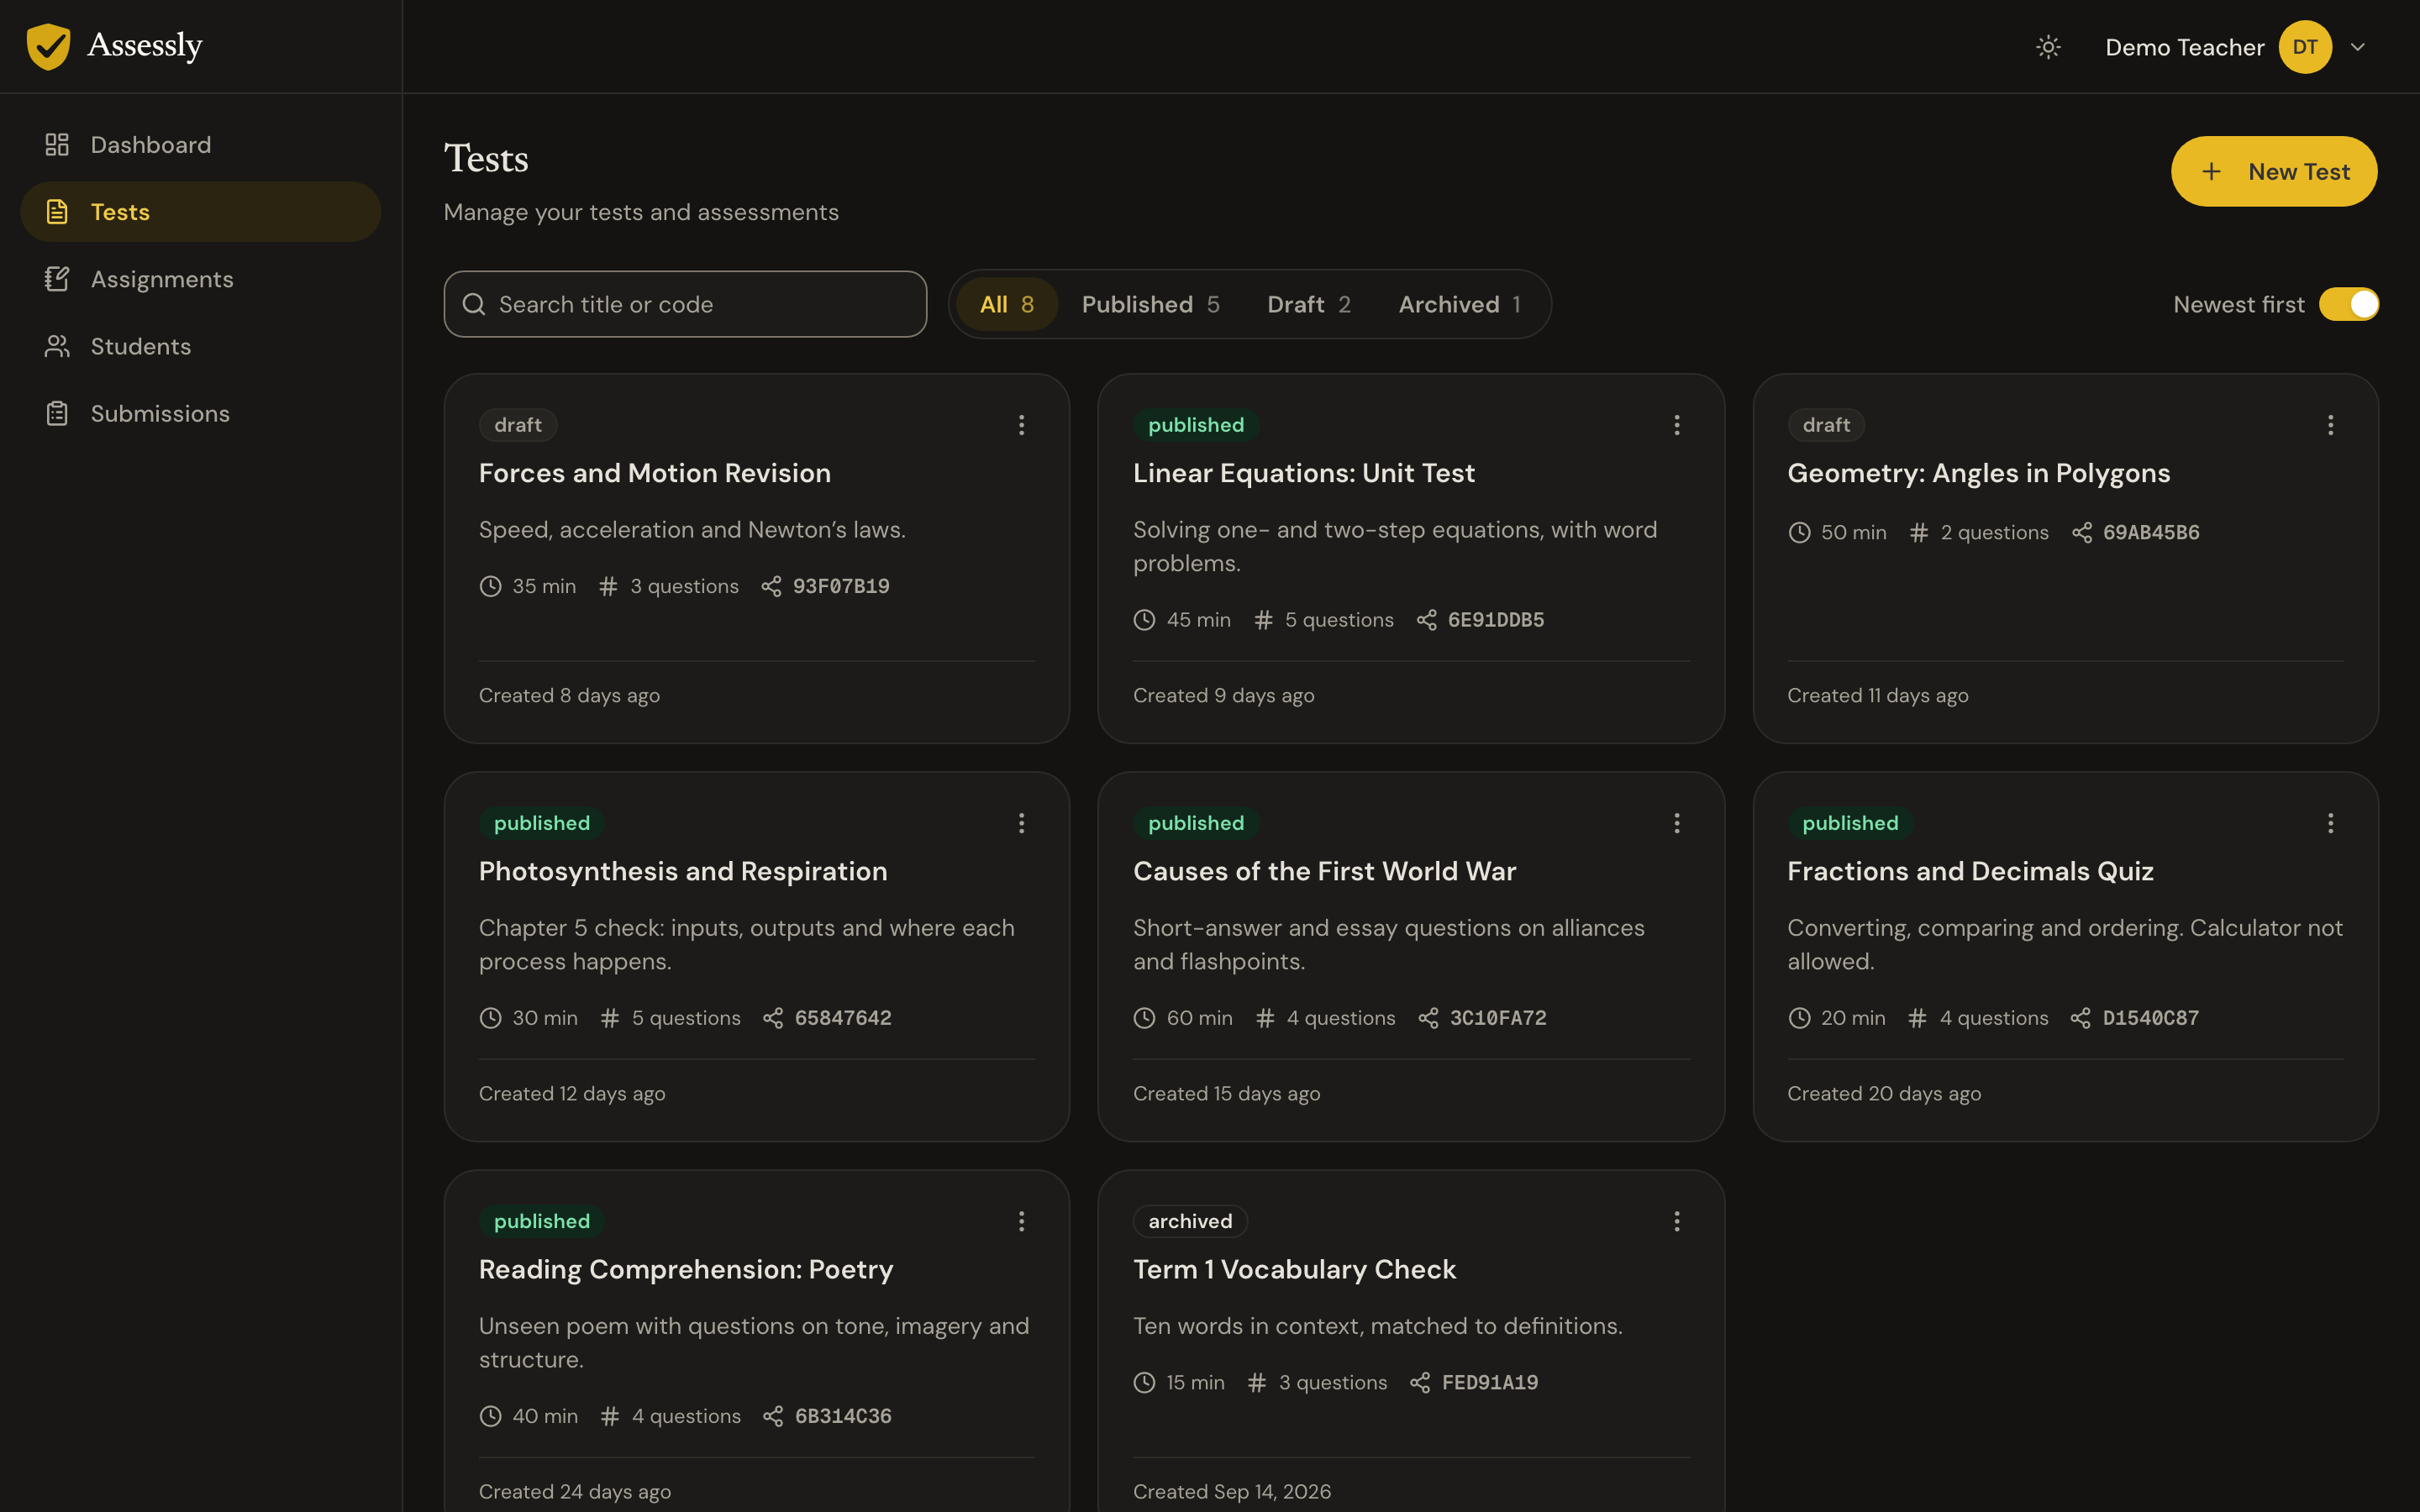 Assessly
Demo Teacher
DT
Dashboard
Tests
Assignments
Students
Submissions
Tests
Manage your tests and assessments
New Test
Search title or code
All 8
Published 5
Draft 2
Archived 1
Newest first
draft
Forces and Motion Revision
Speed, acceleration and Newton’s laws.
35 min # 3 questions 93F07B19
Created 8 days ago
published
Linear Equations: Unit Test
Solving one- and two-step equations, with word
problems.
45 min # 5 questions 6E91DDB5
Created 9 days ago
draft
Geometry: Angles in Polygons
50 min # 2 questions 69AB45B6
Created 11 days ago
published
Photosynthesis and Respiration
Chapter 5 check: inputs, outputs and where each
process happens.
30 min # 5 questions 65847642
Created 12 days ago
published
Causes of the First World War
Short-answer and essay questions on alliances
and flashpoints.
60 min # 4 questions 3C10FA72
Created 15 days ago
published
Fractions and Decimals Quiz
Converting, comparing and ordering. Calculator not
allowed.
20 min # 4 questions D1540C87
Created 20 days ago
published
Reading Comprehension: Poetry
Unseen poem with questions on tone, imagery and
structure.
40 min # 4 questions 6B314C36
Created 24 days ago
archived
Term 1 Vocabulary Check
Ten words in context, matched to definitions.
15 min # 3 questions FED91A19
Created Sep 14, 2026